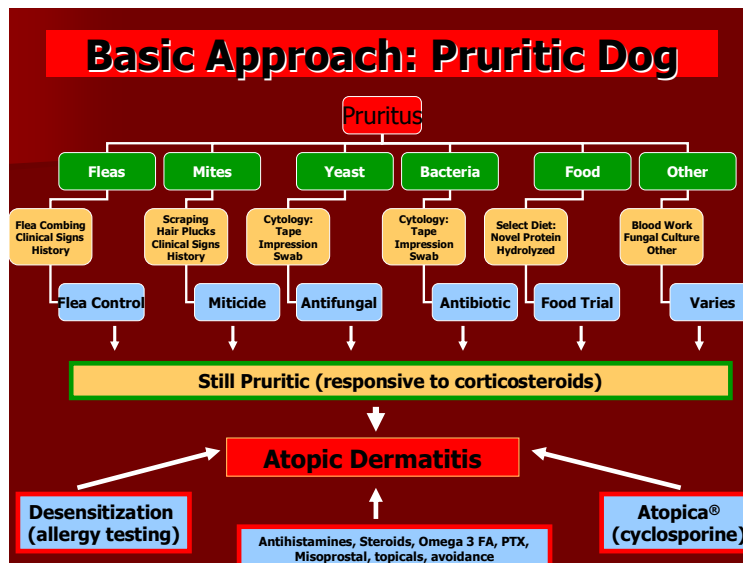 Basic Approach: Pruritic Dog
Pruritus
Fleas
Mites
Yeast
Bacteria
Food
Other
Flea Combing
Clinical Signs
History
Scraping
Hair Plucks
Clinical Signs
History
Cytology:
Tape
Impression
Swab
Cytology:
Tape
Impression
Swab
Select Diet:
Novel Protein
Hydrolyzed
Blood Work
Fungal Culture
Other
Flea Control
Miticide
Antifungal
Antibiotic
Food Trial
Varies
Still Pruritic (responsive to corticosteroids)
Atopic Dermatitis
Desensitization
(allergy testing)
Antihistamines, Steroids, Omega 3 FA, PTX,
Misoprostal, topicals, avoidance
Atopica®
(cyclosporine)